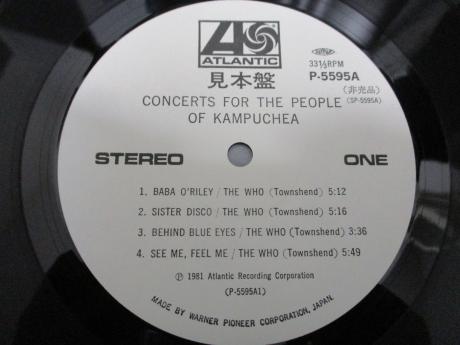 ATLANTIC
33⅓RPM
見本盤
P-5595A
(非売品)
CONCERTS FOR THE PEOPLE
(SP-5595A)
OF KAMPUCHEA
STEREO
ONE
1. BABA O'RILEY / THE WHO (Townshend) 5:12
2. SISTER DISCO / THE WHO (Townshend) 5:16
3. BEHIND BLUE EYES / THE WHO (Townshend) 3:36
4. SEE ME, FEEL ME / THE WHO (Townshend) 5:49
Ⓟ 1981 Atlantic Recording Corporation
(P-5595A1)
MADE BY WARNER PIONEER CORPORATION, JAPAN.